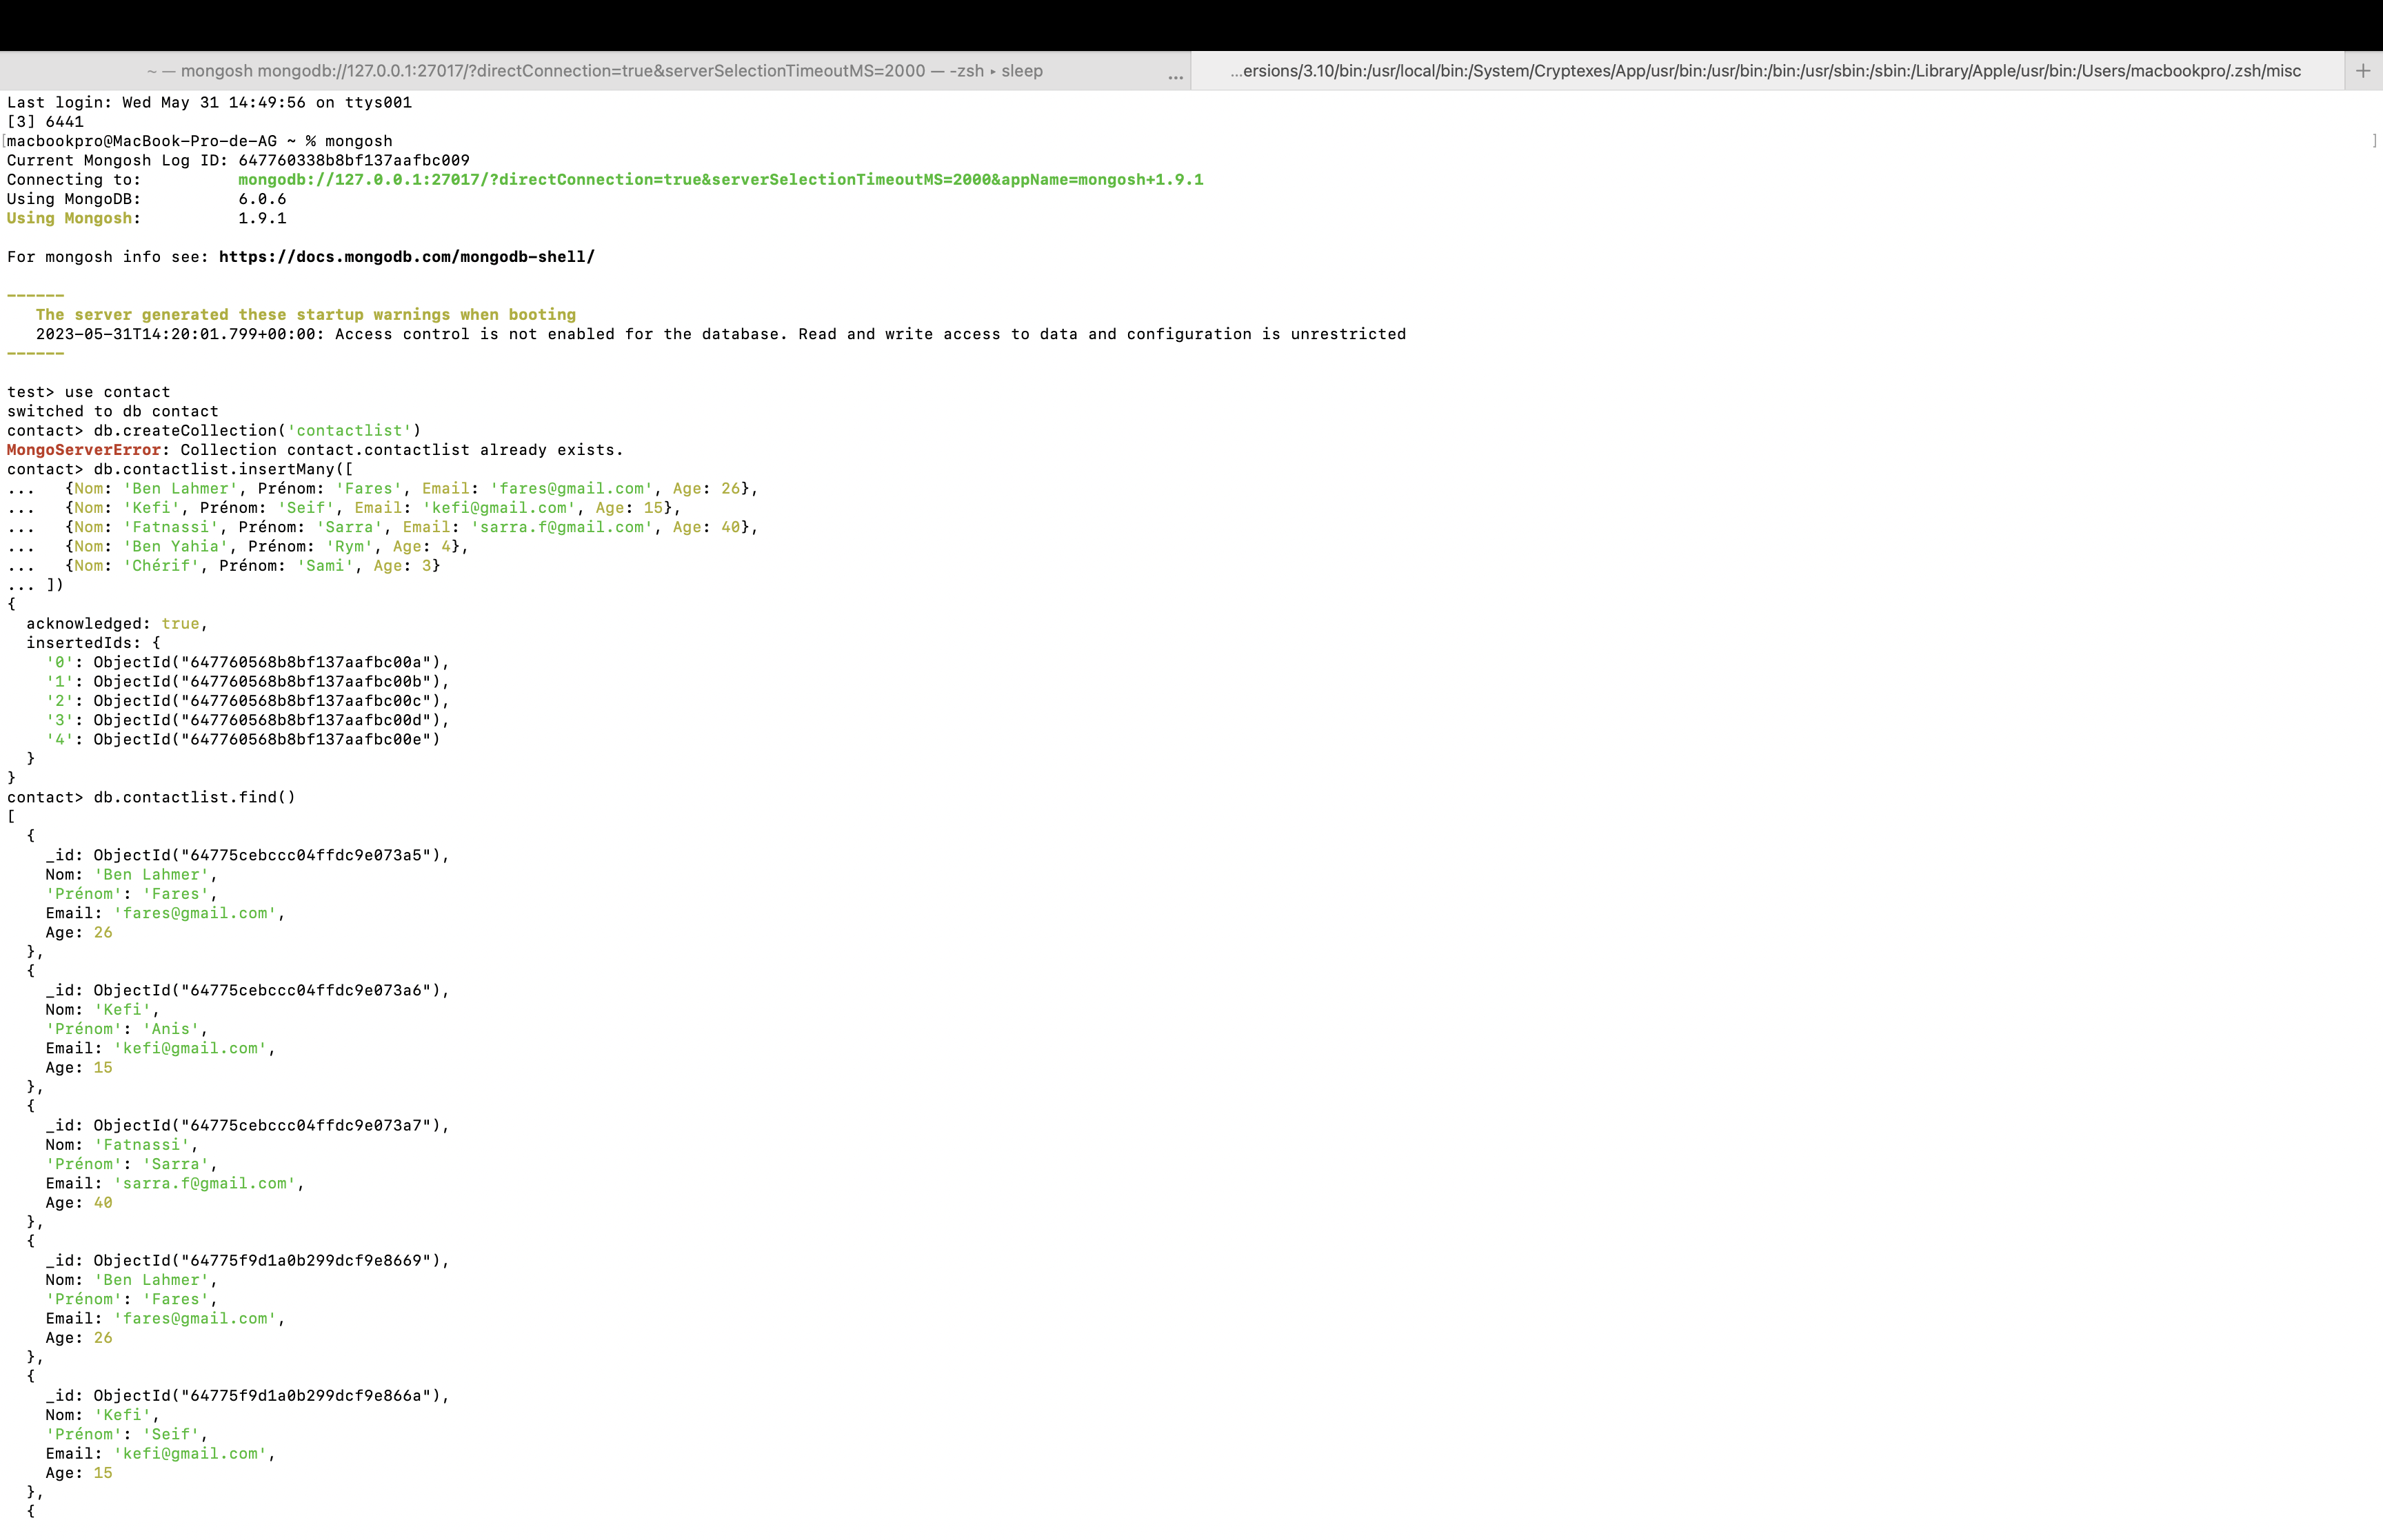 ~ — mongosh mongodb://127.0.0.1:27017/?directConnection=true&serverSelectionTimeoutMS=2000 — -zsh ▸ sleep ... ...ersions/3.10/bin:/usr/local/bin:/System/Cryptexes/App/usr/bin:/usr/bin:/bin:/usr/sbin:/sbin:/Library/Apple/usr/bin:/Users/macbookpro/.zsh/misc +
Last login: Wed May 31 14:49:56 on ttys001
[3] 6441
[macbookpro@MacBook-Pro-de-AG ~ % mongosh ]
Current Mongosh Log ID: 647760338b8bf137aafbc009
Connecting to: mongodb://127.0.0.1:27017/?directConnection=true&serverSelectionTimeoutMS=2000&appName=mongosh+1.9.1
Using MongoDB: 6.0.6
Using Mongosh: 1.9.1
For mongosh info see: https://docs.mongodb.com/mongodb-shell/
------
The server generated these startup warnings when booting
2023-05-31T14:20:01.799+00:00: Access control is not enabled for the database. Read and write access to data and configuration is unrestricted
------
test> use contact
switched to db contact
contact> db.createCollection('contactlist')
MongoServerError: Collection contact.contactlist already exists.
contact> db.contactlist.insertMany([
... {Nom: 'Ben Lahmer', Prénom: 'Fares', Email: 'fares@gmail.com', Age: 26},
... {Nom: 'Kefi', Prénom: 'Seif', Email: 'kefi@gmail.com', Age: 15},
... {Nom: 'Fatnassi', Prénom: 'Sarra', Email: 'sarra.f@gmail.com', Age: 40},
... {Nom: 'Ben Yahia', Prénom: 'Rym', Age: 4},
... {Nom: 'Chérif', Prénom: 'Sami', Age: 3}
... ])
{
acknowledged: true,
insertedIds: {
'0': ObjectId("647760568b8bf137aafbc00a"),
'1': ObjectId("647760568b8bf137aafbc00b"),
'2': ObjectId("647760568b8bf137aafbc00c"),
'3': ObjectId("647760568b8bf137aafbc00d"),
'4': ObjectId("647760568b8bf137aafbc00e")
}
}
contact> db.contactlist.find()
[
{
_id: ObjectId("64775cebccc04ffdc9e073a5"),
Nom: 'Ben Lahmer',
'Prénom': 'Fares',
Email: 'fares@gmail.com',
Age: 26
},
{
_id: ObjectId("64775cebccc04ffdc9e073a6"),
Nom: 'Kefi',
'Prénom': 'Anis',
Email: 'kefi@gmail.com',
Age: 15
},
{
_id: ObjectId("64775cebccc04ffdc9e073a7"),
Nom: 'Fatnassi',
'Prénom': 'Sarra',
Email: 'sarra.f@gmail.com',
Age: 40
},
{
_id: ObjectId("64775f9d1a0b299dcf9e8669"),
Nom: 'Ben Lahmer',
'Prénom': 'Fares',
Email: 'fares@gmail.com',
Age: 26
},
{
_id: ObjectId("64775f9d1a0b299dcf9e866a"),
Nom: 'Kefi',
'Prénom': 'Seif',
Email: 'kefi@gmail.com',
Age: 15
},
{